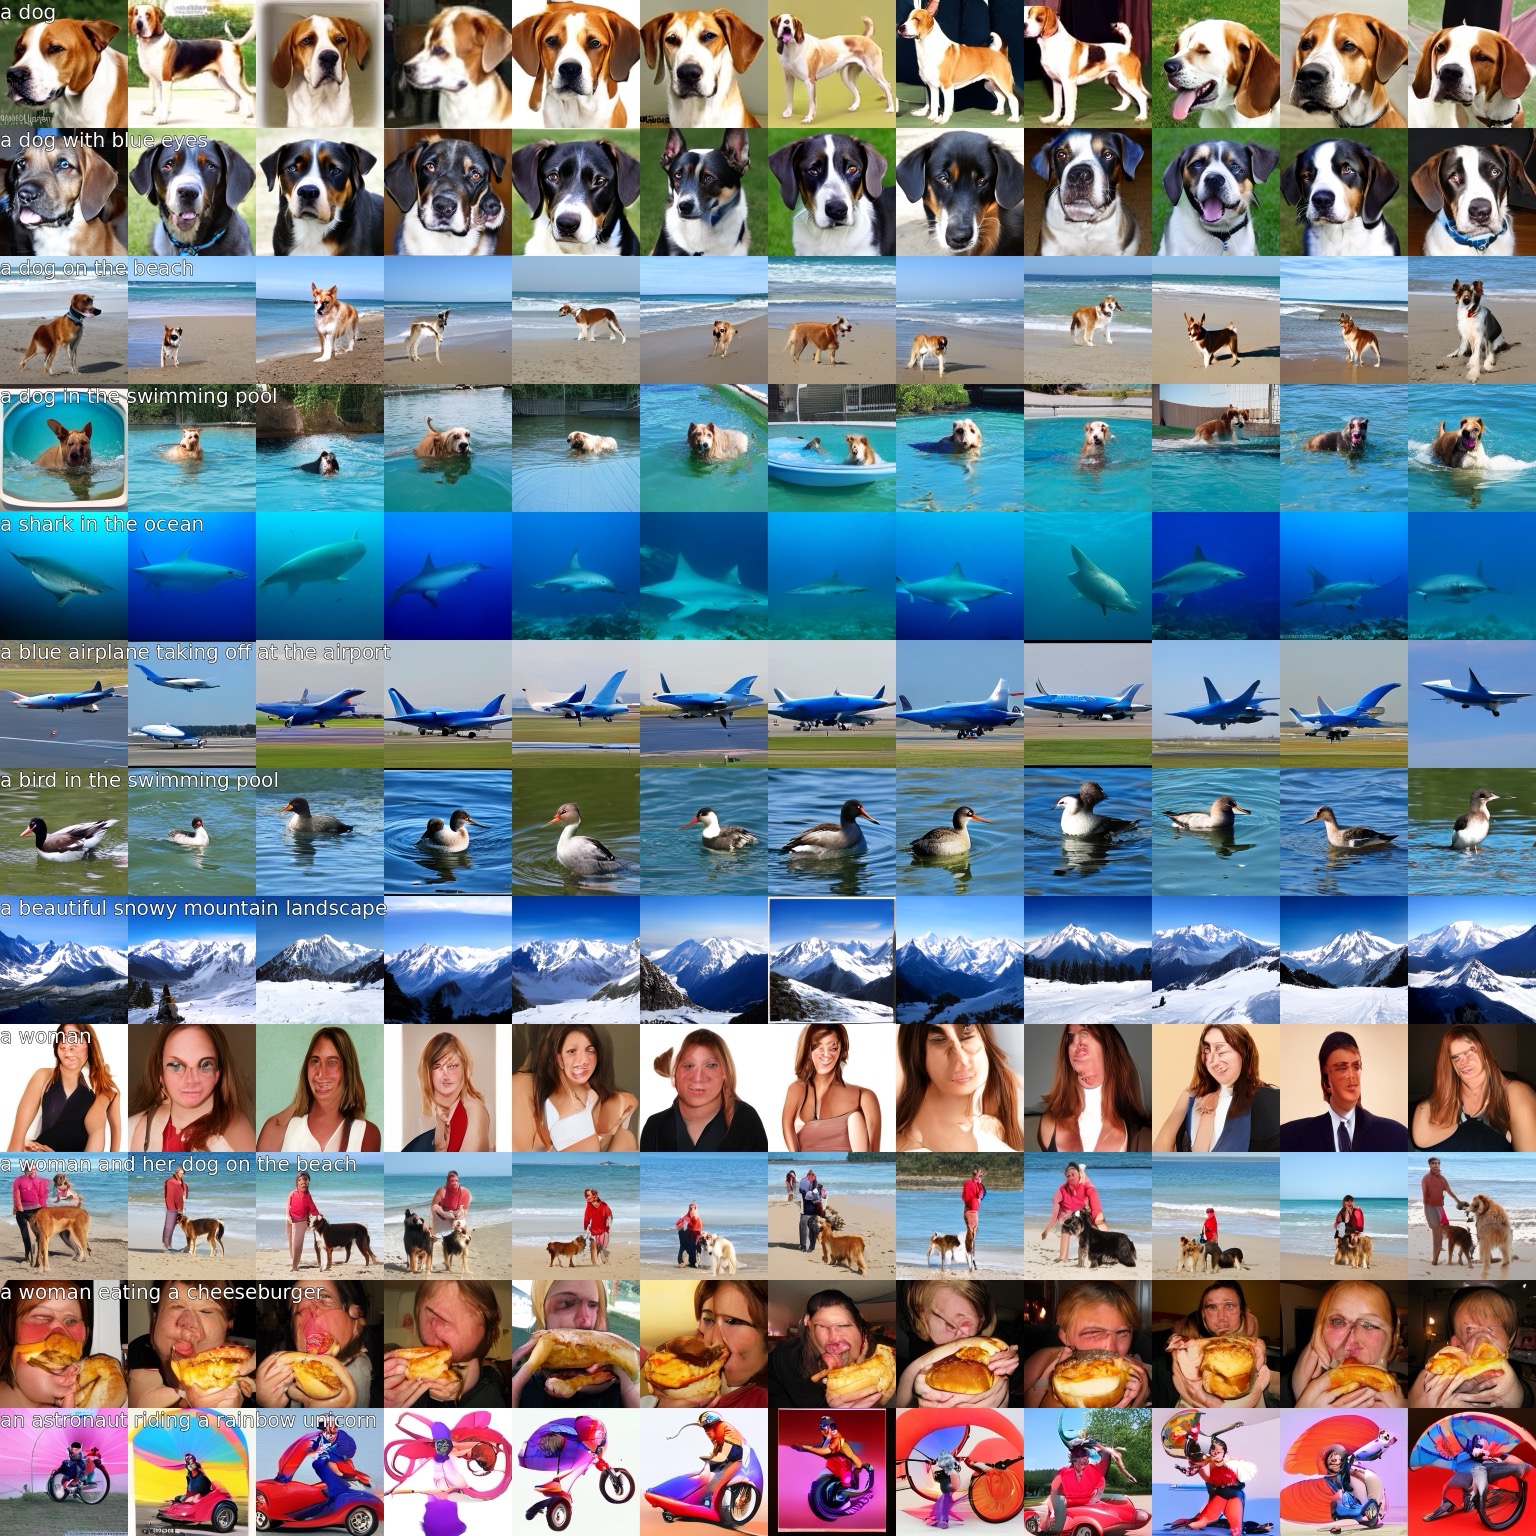 a dog
a dog with blue eyes
a dog on the beach
a dog in the swimming pool
a shark in the ocean
a blue airplane taking off at the airport
a bird in the swimming pool
a beautiful snowy mountain landscape
a woman
a woman and her dog on the beach
a woman eating a cheeseburger
an astronaut riding a rainbow unicorn